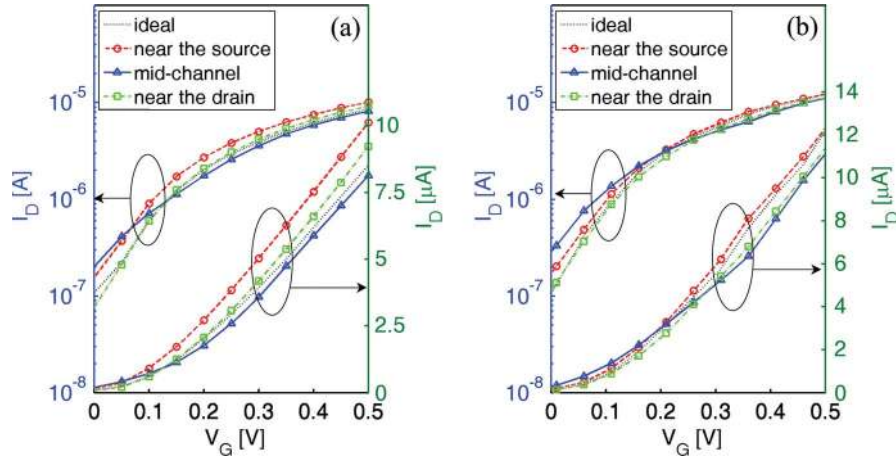 ideal
near the source
mid-channel
near the drain
(a)
10^-5
10^-6
10^-7
10^-8
I_D [A]
10
7.5
5
2.5
0
I_D [μA]
0 0.1 0.2 0.3 0.4 0.5
V_G [V]
ideal
near the source
mid-channel
near the drain
(b)
10^-5
10^-6
10^-7
10^-8
I_D [A]
14
12
10
8
6
4
2
0
I_D [μA]
0 0.1 0.2 0.3 0.4 0.5
V_G [V]